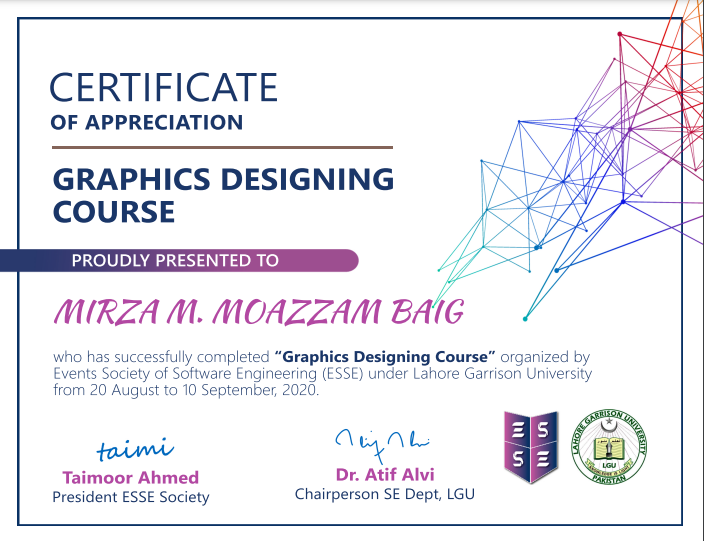 CERTIFICATE
OF APPRECIATION
GRAPHICS DESIGNING
COURSE
PROUDLY PRESENTED TO
MIRZA M. MOAZZAM BAIG
who has successfully completed “Graphics Designing Course” organized by
Events Society of Software Engineering (ESSE) under Lahore Garrison University
from 20 August to 10 September, 2020.
taimi
Taimoor Ahmed
President ESSE Society
Dr. Atif Alvi
Chairperson SE Dept, LGU
E S
S E
LAHORE GARRISON UNIVERSITY
LGU
PAKISTAN